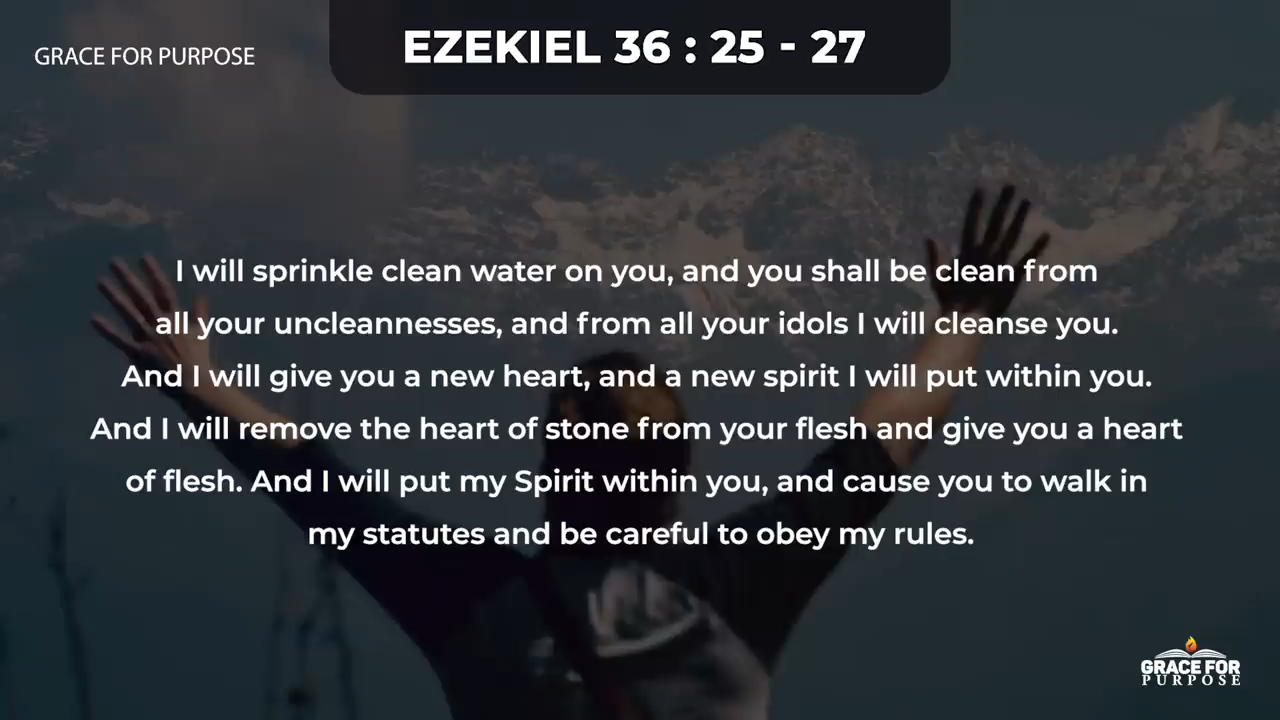 GRACE FOR PURPOSE
EZEKIEL 36 : 25 - 27
I will sprinkle clean water on you, and you shall be clean from
all your uncleannesses, and from all your idols I will cleanse you.
And I will give you a new heart, and a new spirit I will put within you.
And I will remove the heart of stone from your flesh and give you a heart
of flesh. And I will put my Spirit within you, and cause you to walk in
my statutes and be careful to obey my rules.
GRACE FOR
PURPOSE